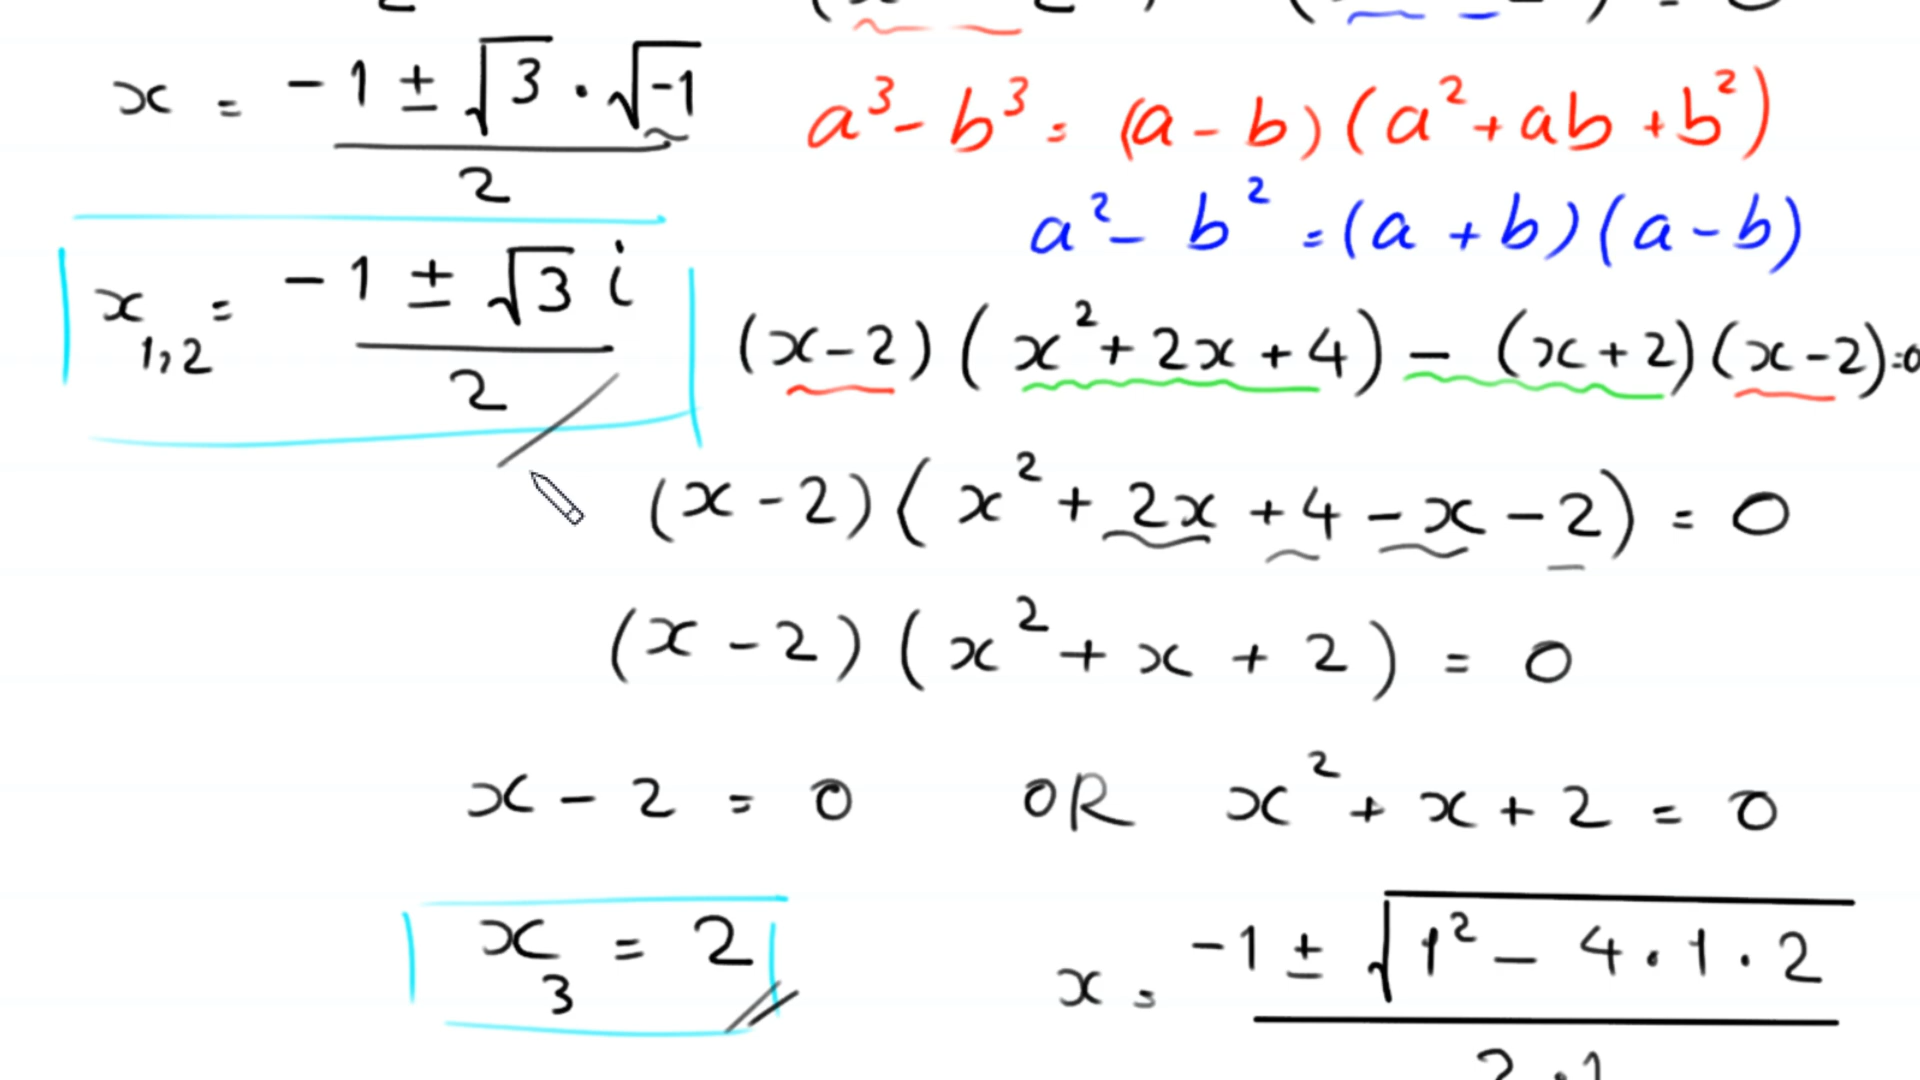 x = (-1 ± √3 · √-1) / 2
x₁,₂ = (-1 ± √3 i) / 2
a³ - b³ = (a - b)(a² + ab + b²)
a² - b² = (a + b)(a - b)
(x - 2)(x² + 2x + 4) - (x + 2)(x - 2) = 0
(x - 2)(x² + 2x + 4 - x - 2) = 0
(x - 2)(x² + x + 2) = 0
x - 2 = 0 OR x² + x + 2 = 0
x₃ = 2
x = (-1 ± √(1² - 4 · 1 · 2)) / 2 · 1